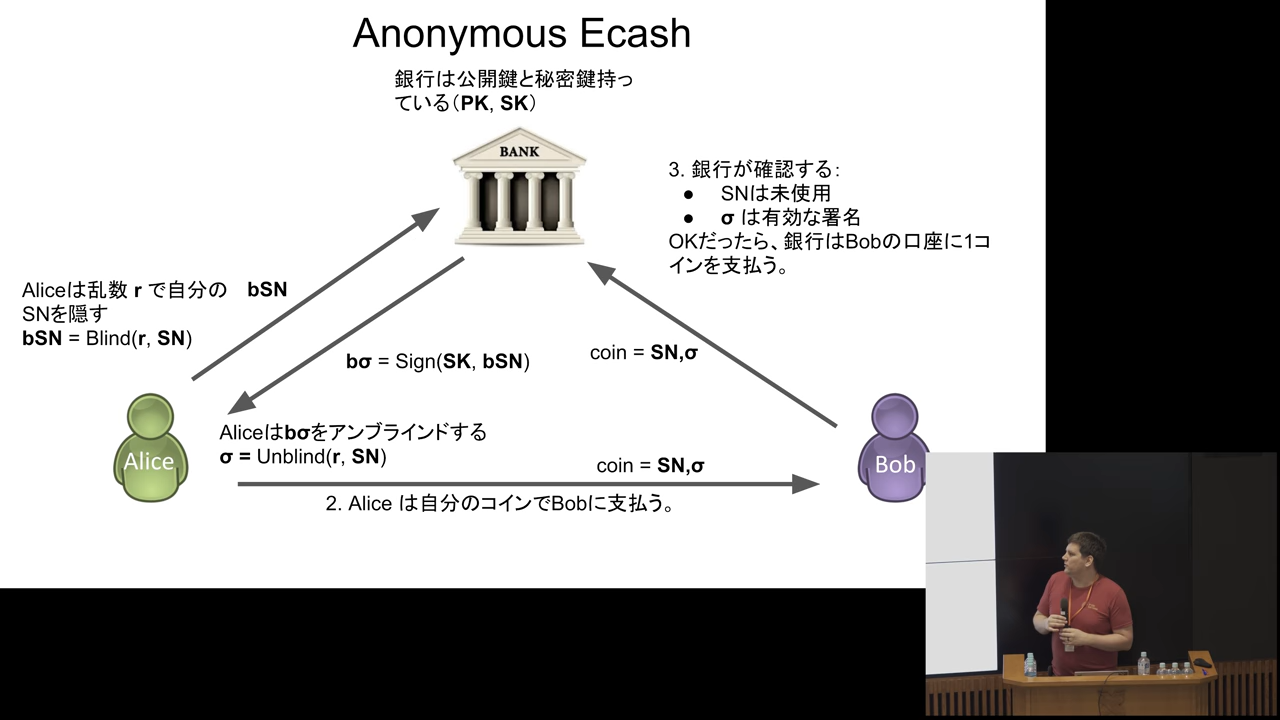 Anonymous Ecash
銀行は公開鍵と秘密鍵持っ
ている（PK, SK）
BANK
3. 銀行が確認する：
● SNは未使用
● σ は有効な署名
OKだったら、銀行はBobの口座に1コ
インを支払う。
Aliceは乱数 r で自分の
SNを隠す
bSN = Blind(r, SN)
bSN
bσ = Sign(SK, bSN)
coin = SN,σ
Aliceはbσをアンブラインドする
σ = Unblind(r, SN)
Alice
coin = SN,σ
Bob
2. Alice は自分のコインでBobに支払う。